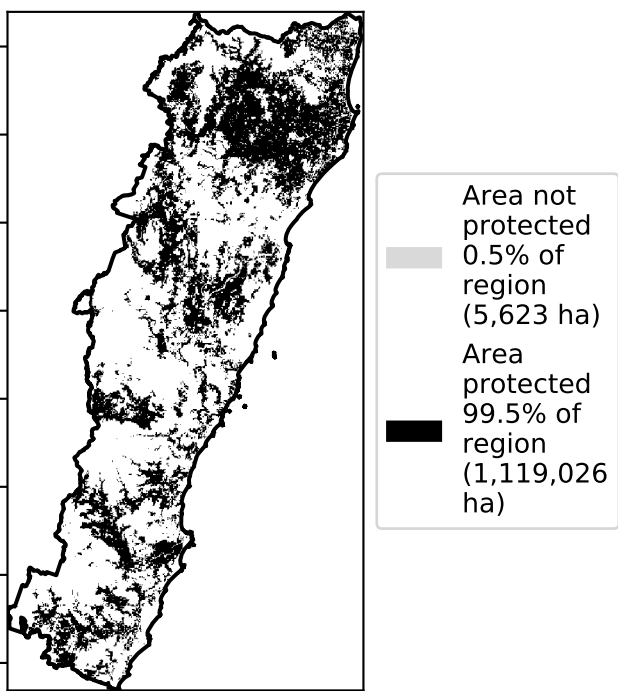 Area not
protected
0.5% of
region
(5,623 ha)
Area
protected
99.5% of
region
(1,119,026
ha)